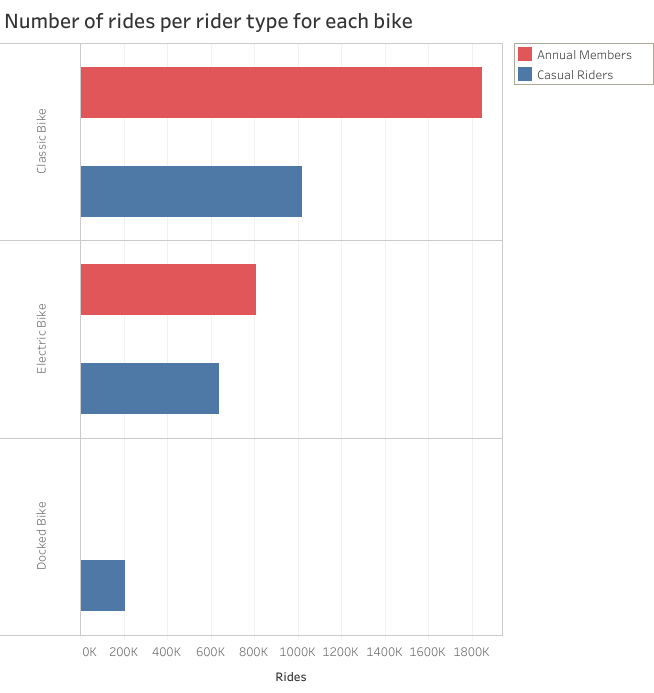 Number of rides per rider type for each bike
Annual Members
Casual Riders
Classic Bike
Electric Bike
Docked Bike
0K 200K 400K 600K 800K 1000K 1200K 1400K 1600K 1800K
Rides